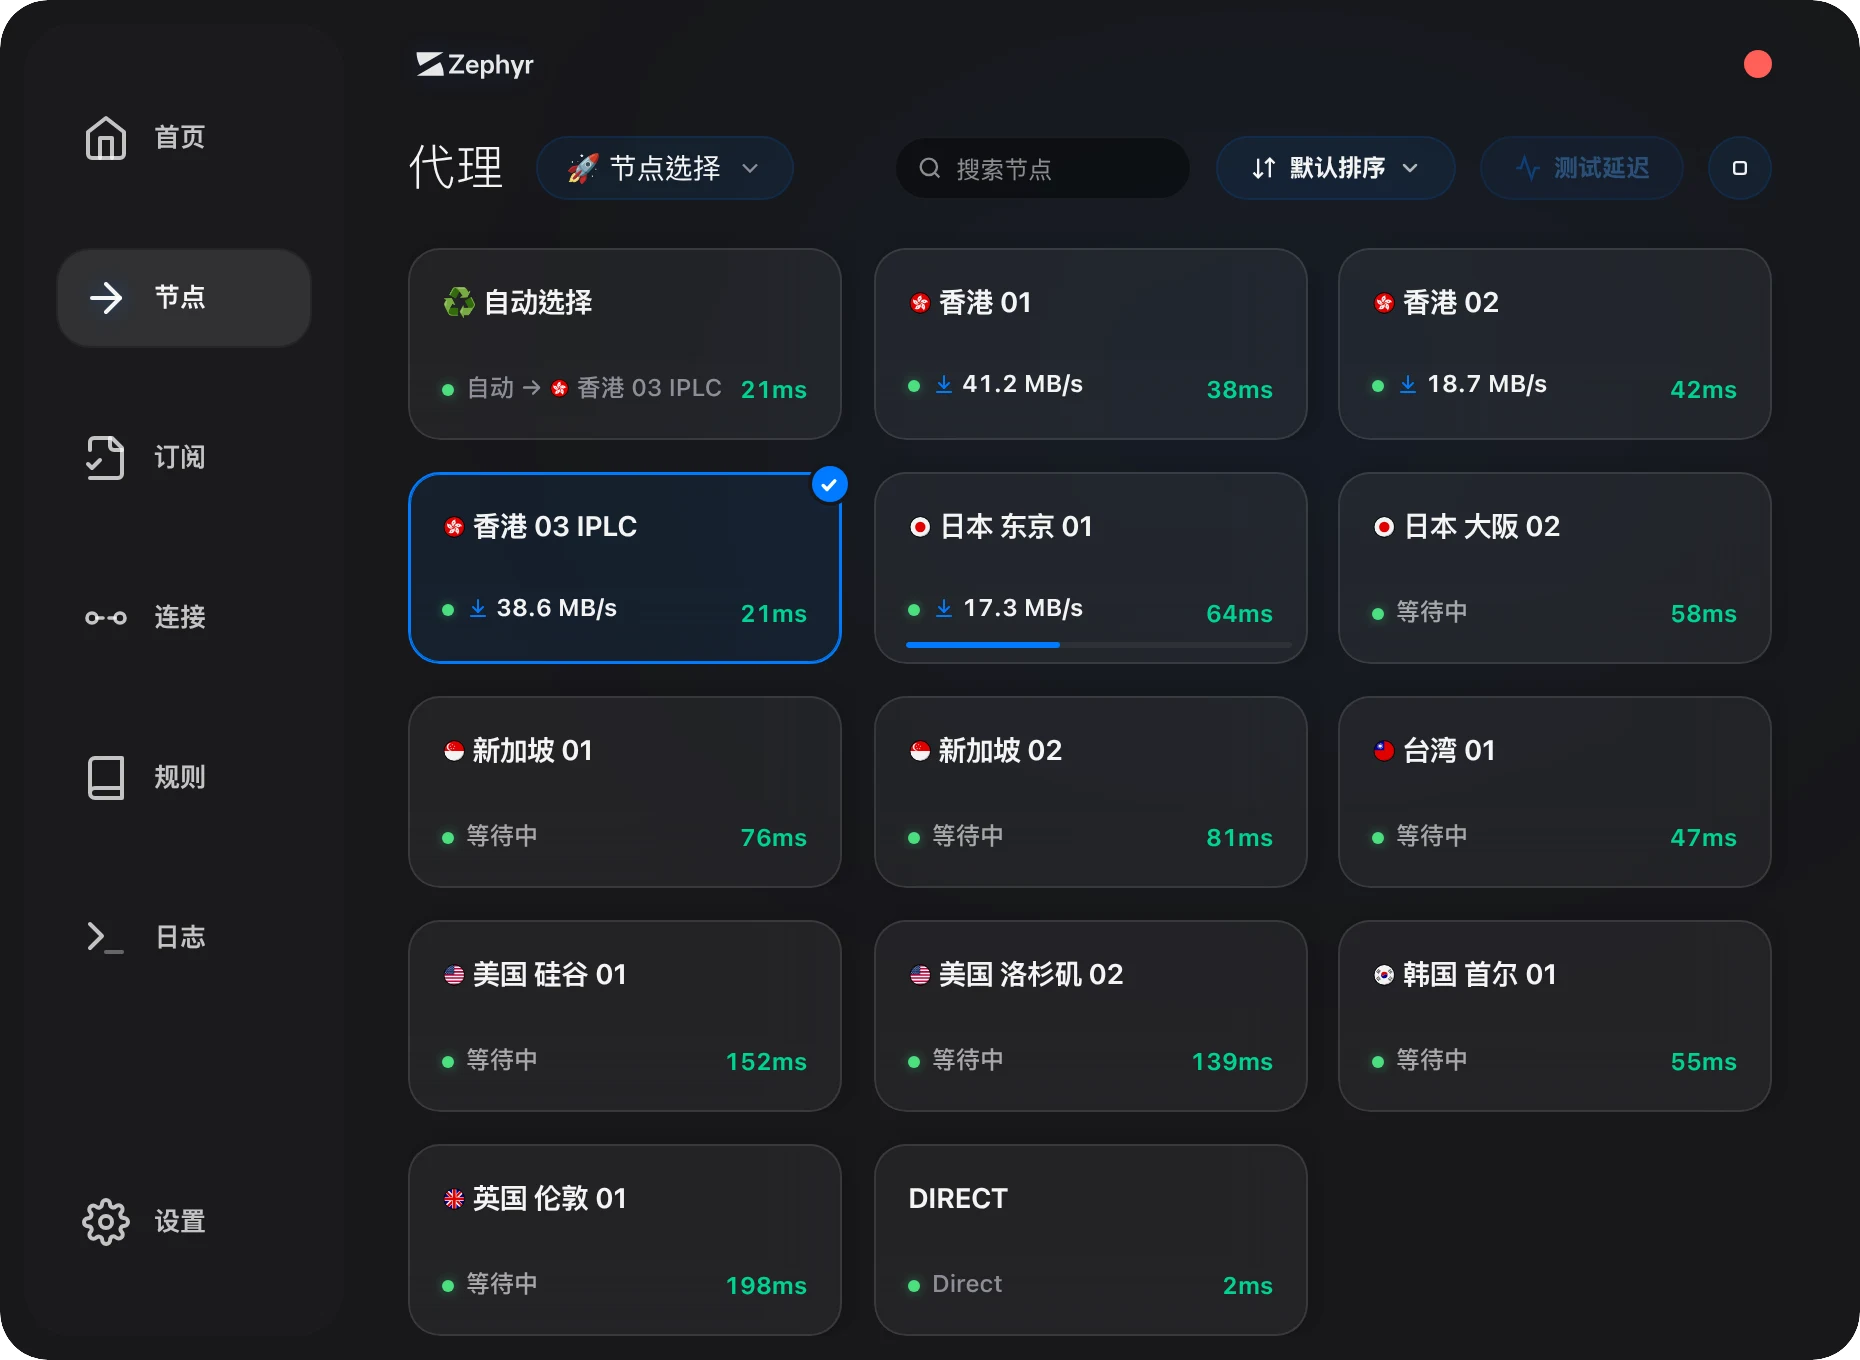 Zephyr
首页
节点
订阅
连接
规则
日志
设置
代理
🚀 节点选择
搜索节点
默认排序
测试延迟
♻️ 自动选择
自动 → 🇭🇰 香港 03 IPLC 21ms
🇭🇰 香港 01
41.2 MB/s 38ms
🇭🇰 香港 02
18.7 MB/s 42ms
🇭🇰 香港 03 IPLC
38.6 MB/s 21ms
🇯🇵 日本 东京 01
17.3 MB/s 64ms
🇯🇵 日本 大阪 02
等待中 58ms
🇸🇬 新加坡 01
等待中 76ms
🇸🇬 新加坡 02
等待中 81ms
🇹🇼 台湾 01
等待中 47ms
🇺🇸 美国 硅谷 01
等待中 152ms
🇺🇸 美国 洛杉矶 02
等待中 139ms
🇰🇷 韩国 首尔 01
等待中 55ms
🇬🇧 英国 伦敦 01
等待中 198ms
DIRECT
Direct 2ms